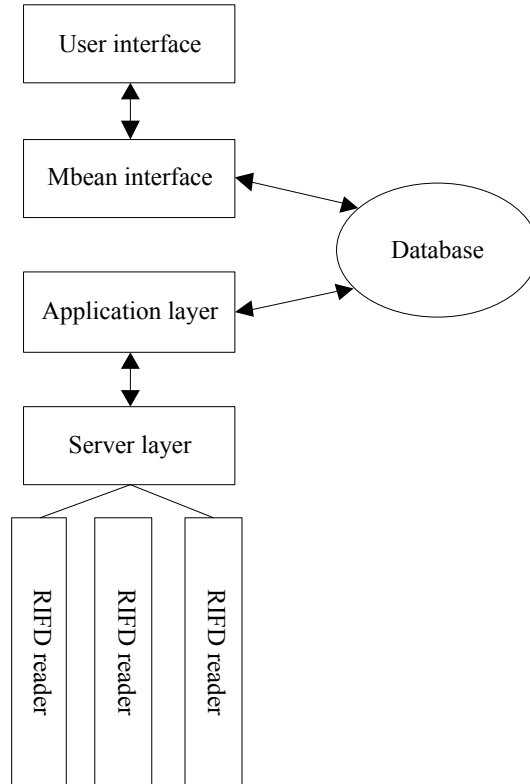 User interface
Mbean interface
Database
Application layer
Server layer
RIFD reader
RIFD reader
RIFD reader